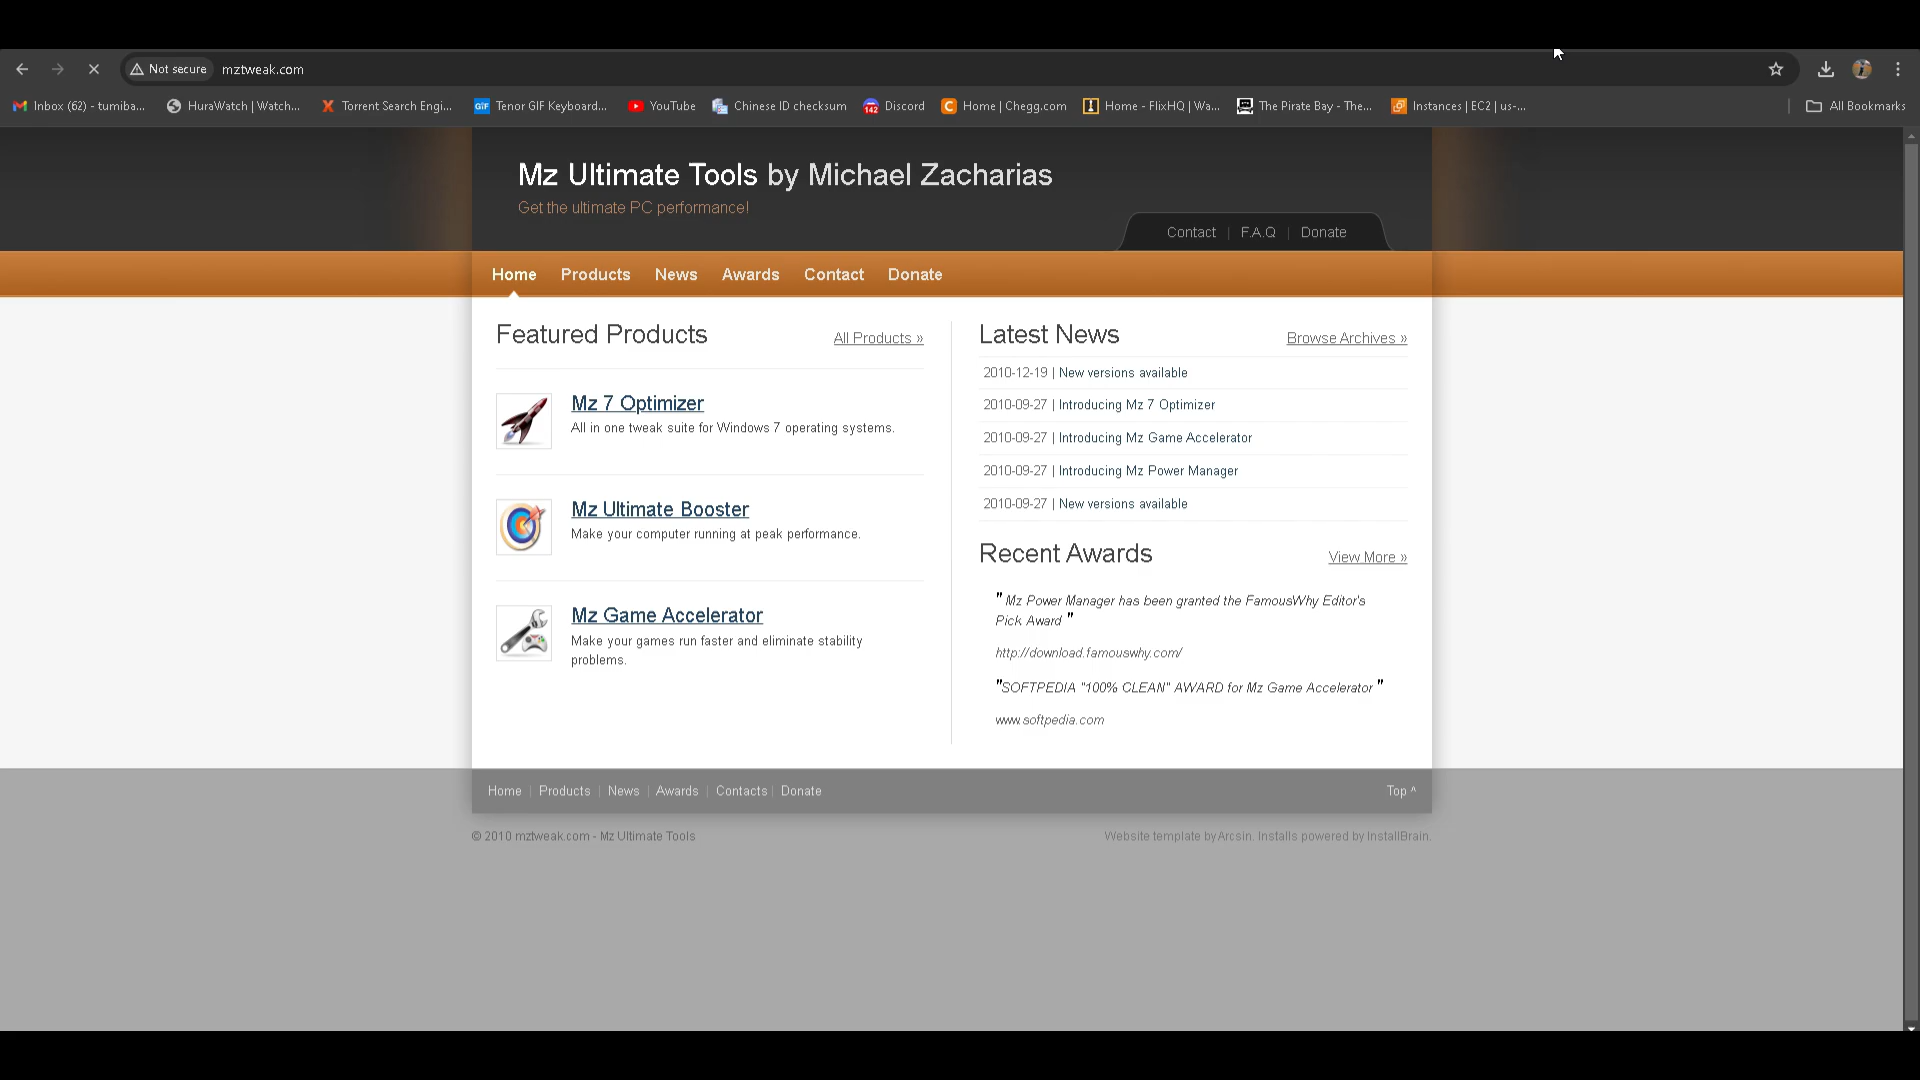 Not secure mztweak.com
Inbox (62) - tumiba...
HuraWatch | Watch...
Torrent Search Engi...
GIF Tenor GIF Keyboard...
YouTube
Chinese ID checksum
142 Discord
Home | Chegg.com
Home - FlixHQ | Wa...
The Pirate Bay - The...
Instances | EC2 | us-...
All Bookmarks
Mz Ultimate Tools by Michael Zacharias
Get the ultimate PC performance!
Contact | F.A.Q | Donate
Home Products News Awards Contact Donate
Featured Products
All Products »
Mz 7 Optimizer
All in one tweak suite for Windows 7 operating systems.
Mz Ultimate Booster
Make your computer running at peak performance.
Mz Game Accelerator
Make your games run faster and eliminate stability
problems.
Latest News
Browse Archives »
2010-12-19 | New versions available
2010-09-27 | Introducing Mz 7 Optimizer
2010-09-27 | Introducing Mz Game Accelerator
2010-09-27 | Introducing Mz Power Manager
2010-09-27 | New versions available
Recent Awards
View More »
" Mz Power Manager has been granted the FamousWhy Editor's
Pick Award "
http://download.famouswhy.com/
"SOFTPEDIA "100% CLEAN" AWARD for Mz Game Accelerator "
www.softpedia.com
Home | Products | News | Awards | Contacts | Donate
Top ^
© 2010 mztweak.com - Mz Ultimate Tools
Website template by Arcsin. Installs powered by InstallBrain.